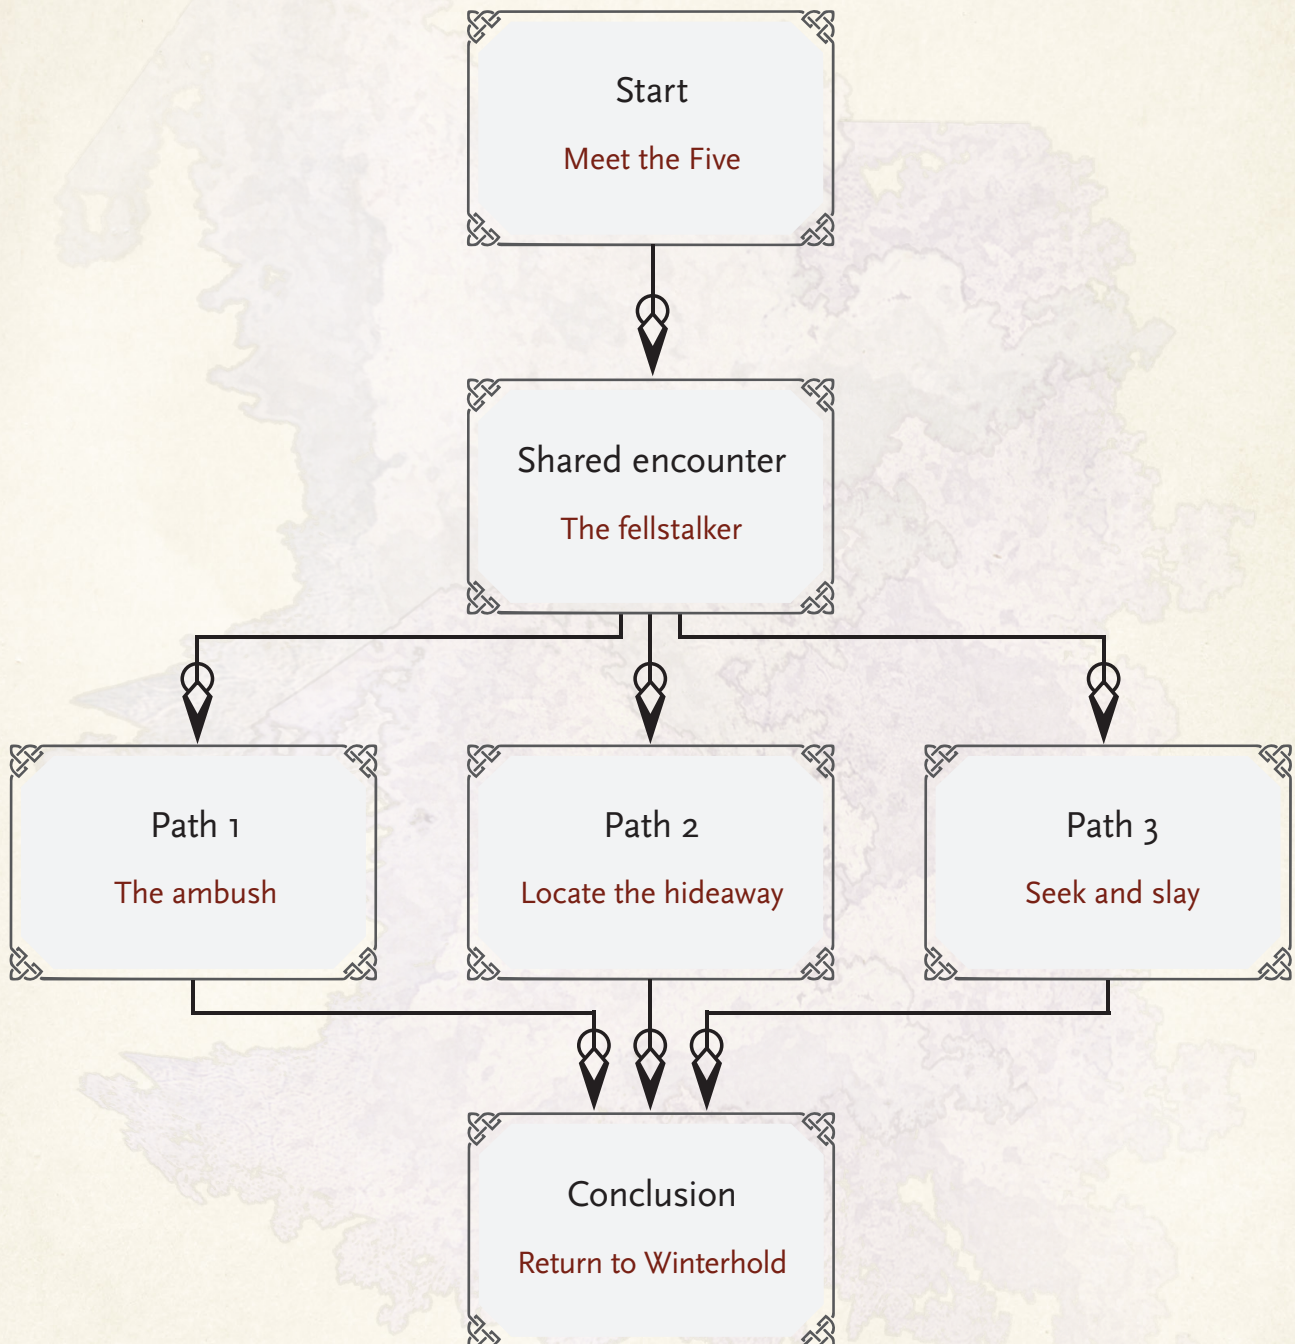 Start
Meet the Five
Shared encounter
The fellstalker
Path 1
The ambush
Path 2
Locate the hideaway
Path 3
Seek and slay
Conclusion
Return to Winterhold